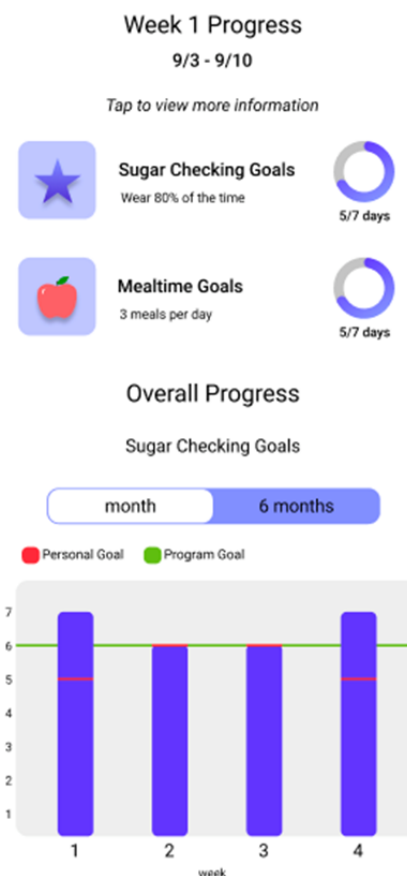 Week 1 Progress
9/3 - 9/10
Tap to view more information
Sugar Checking Goals
Wear 80% of the time
5/7 days
Mealtime Goals
3 meals per day
5/7 days
Overall Progress
Sugar Checking Goals
month 6 months
Personal Goal Program Goal
7
6
5
4
3
2
1
1 2 3 4
week